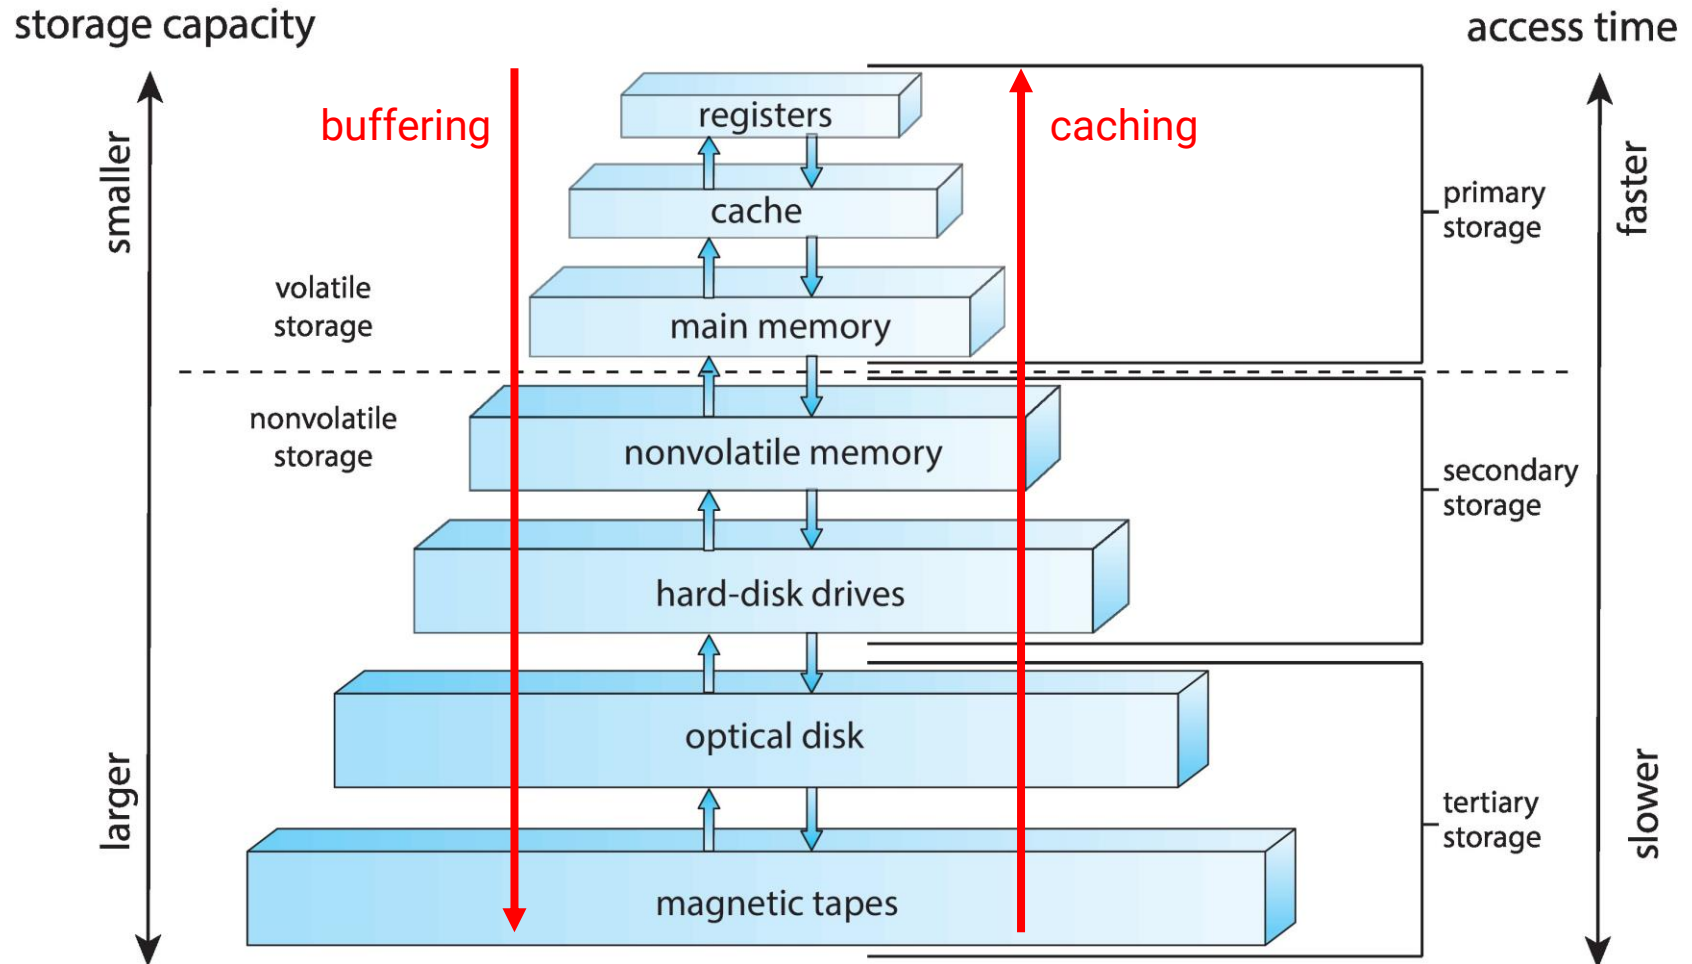 storage capacity
access time
smaller
buffering
registers
caching
faster
cache
primary
storage
volatile
storage
main memory
nonvolatile
storage
nonvolatile memory
secondary
storage
hard-disk drives
optical disk
larger
tertiary
storage
slower
magnetic tapes